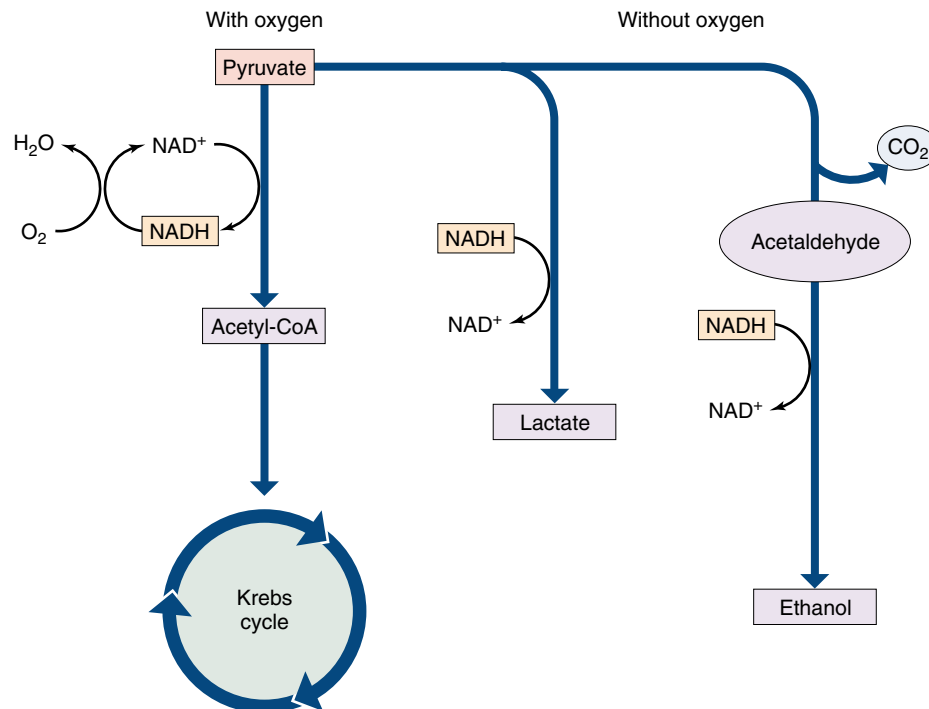 With oxygen
Without oxygen
Pyruvate
H₂O
NAD⁺
CO₂
O₂
NADH
NADH
Acetaldehyde
Acetyl-CoA
NAD⁺
NADH
Lactate
NAD⁺
Krebs
cycle
Ethanol